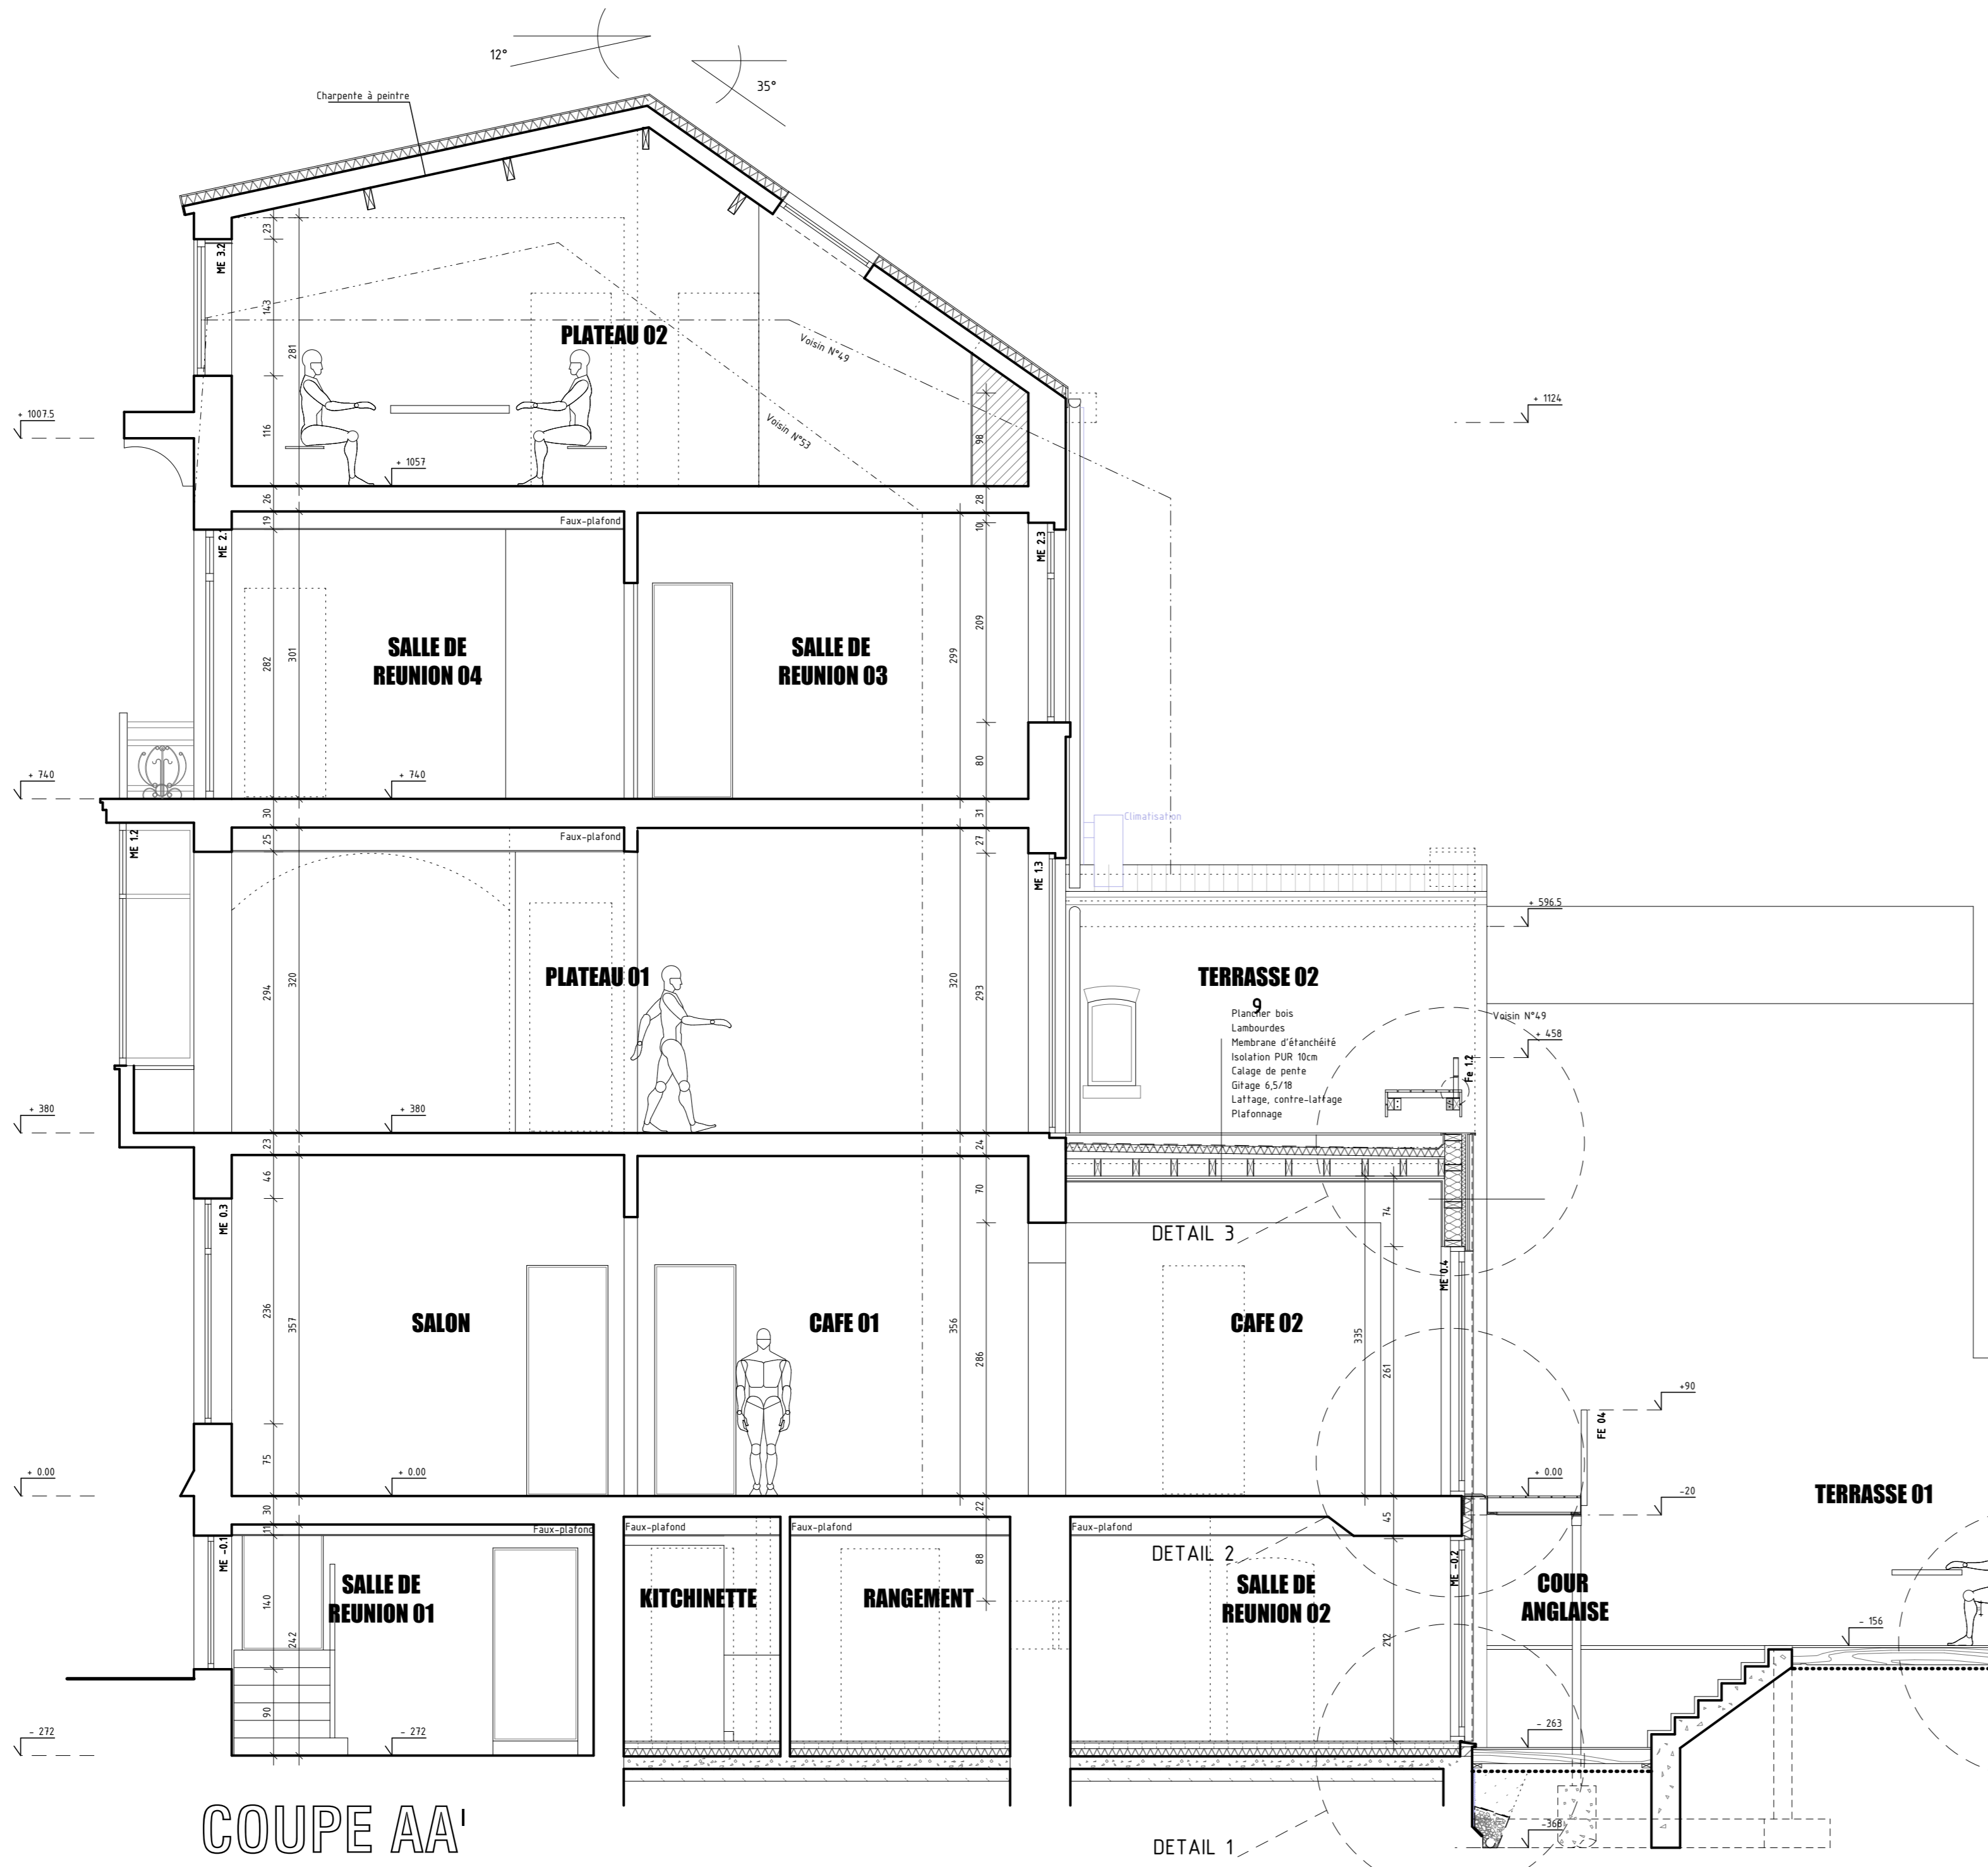 12°
35°
Charpente à peintre
ME 3.2
23
143
281
116
PLATEAU 02
Voisin N°49
Voisin N°53
98
+ 1007.5
+ 1057
+ 1124
26
19
Faux-plafond
28
10
ME 2.
ME 2.3
SALLE DE
REUNION 04
SALLE DE
REUNION 03
282
301
299
209
80
+ 740
+ 740
30
25
Faux-plafond
31
27
Climatisation
ME 1.2
ME 1.3
+ 596.5
294
320
PLATEAU 01
320
293
TERRASSE 02
9
Plancher bois
Lambourdes
Membrane d'étanchéité
Isolation PUR 10cm
Calage de pente
Gitage 6,5/18
Lattage, contre-lattage
Plafonnage
Voisin N°49
+ 458
Fe 1.2
+ 380
+ 380
23
46
24
70
74
ME 0.3
DETAIL 3
ME 0.4
236
357
SALON
CAFE 01
356
286
CAFE 02
335
261
+90
FE 04
75
+ 0.00
+ 0.00
+ 0.00
-20
TERRASSE 01
30
11
22
45
Faux-plafond
Faux-plafond
Faux-plafond
Faux-plafond
ME -0.1
88
DETAIL 2
ME -0.2
SALLE DE
REUNION 01
KITCHINETTE
RANGEMENT
SALLE DE
REUNION 02
COUR
ANGLAISE
140
242
212
- 156
90
- 272
- 272
- 263
-368
COUPE AA'
DETAIL 1